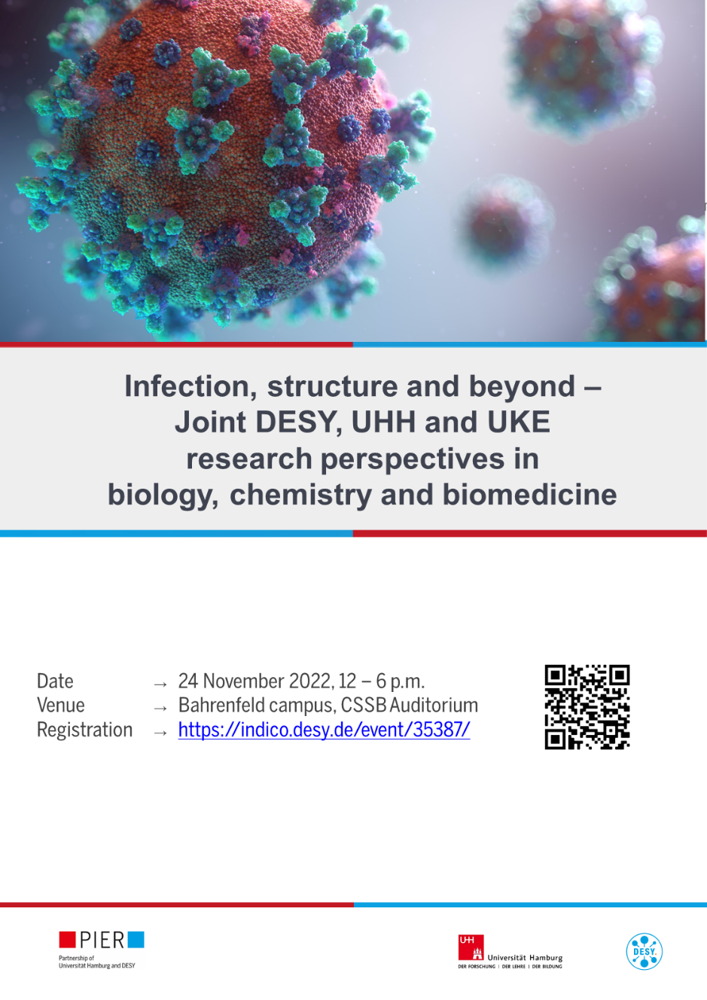 Infection, structure and beyond –
Joint DESY, UHH and UKE
research perspectives in
biology, chemistry and biomedicine
Date → 24 November 2022, 12 – 6 p.m.
Venue → Bahrenfeld campus, CSSB Auditorium
Registration → https://indico.desy.de/event/35387/
PIER
Partnership of
Universität Hamburg and DESY
UHH
Universität Hamburg
DER FORSCHUNG | DER LEHRE | DER BILDUNG
DESY.